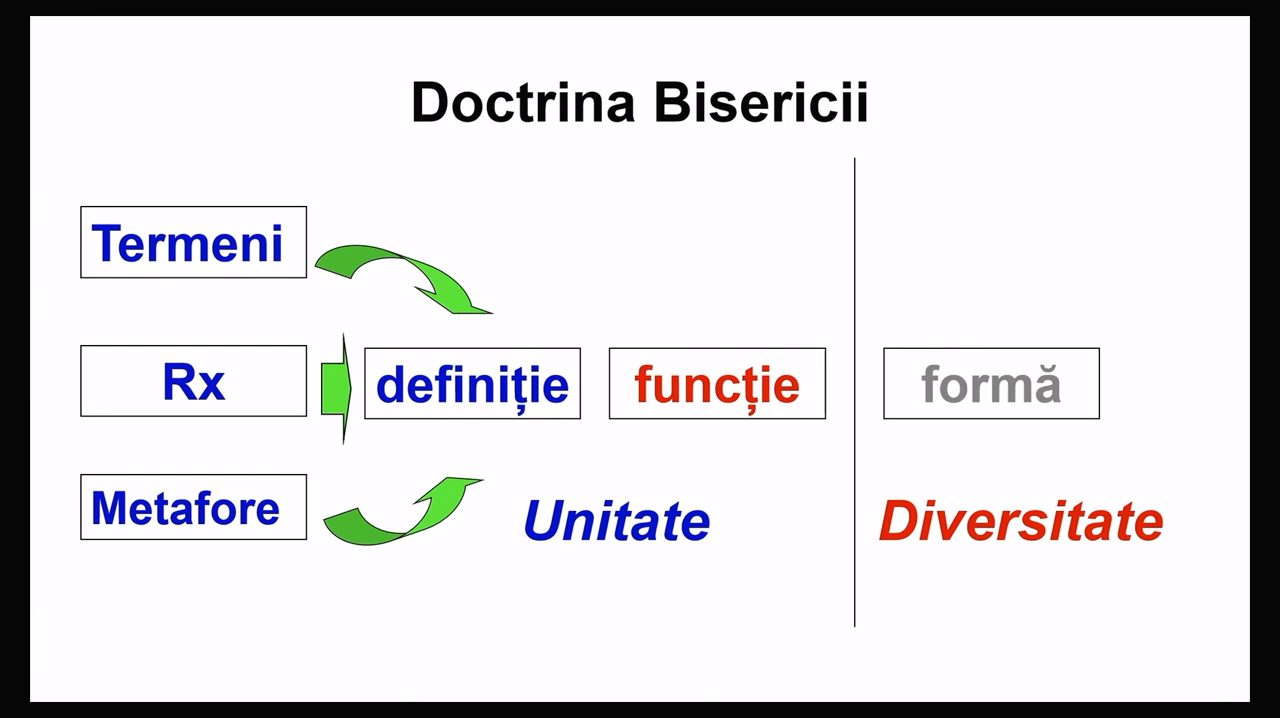 Doctrina Bisericii
Termeni
Rx
definiție
funcție
formă
Metafore
Unitate
Diversitate